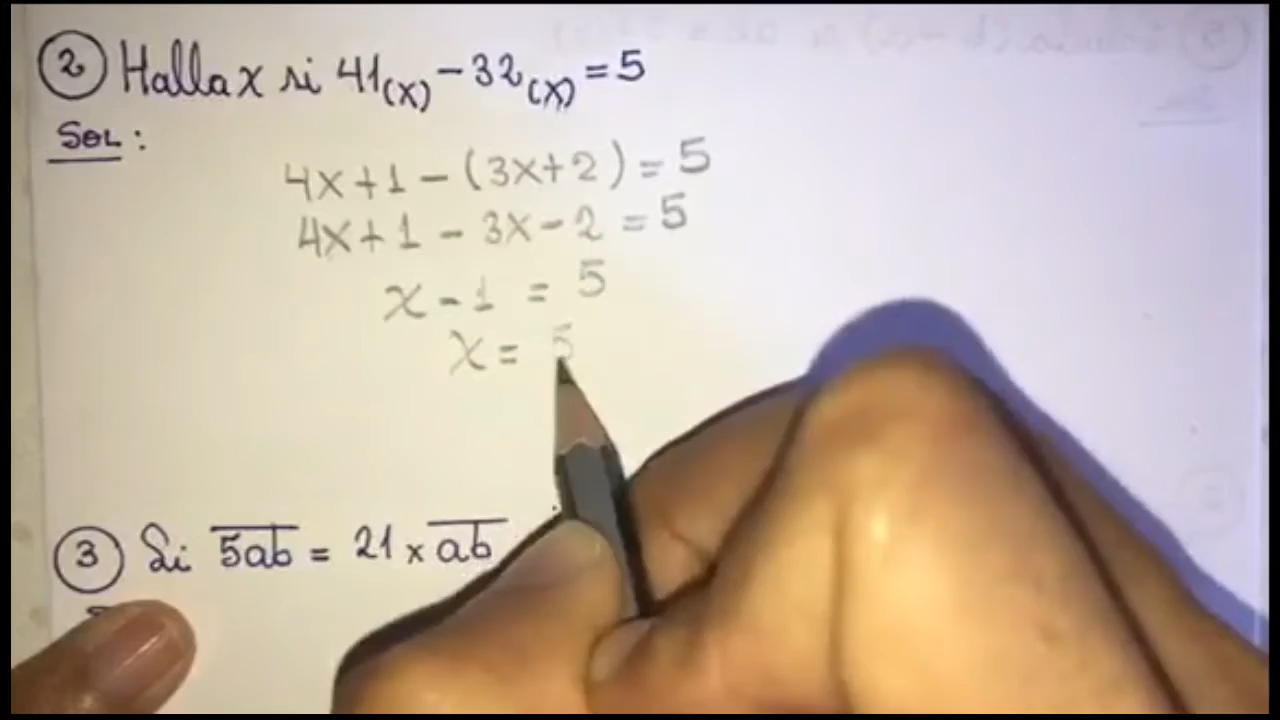 2 Halla x si 41(x) - 32(x) = 5
SOL:
4x + 1 - (3x + 2) = 5
4x + 1 - 3x - 2 = 5
x - 1 = 5
x = 5
3 Si 5ab = 21 x ab